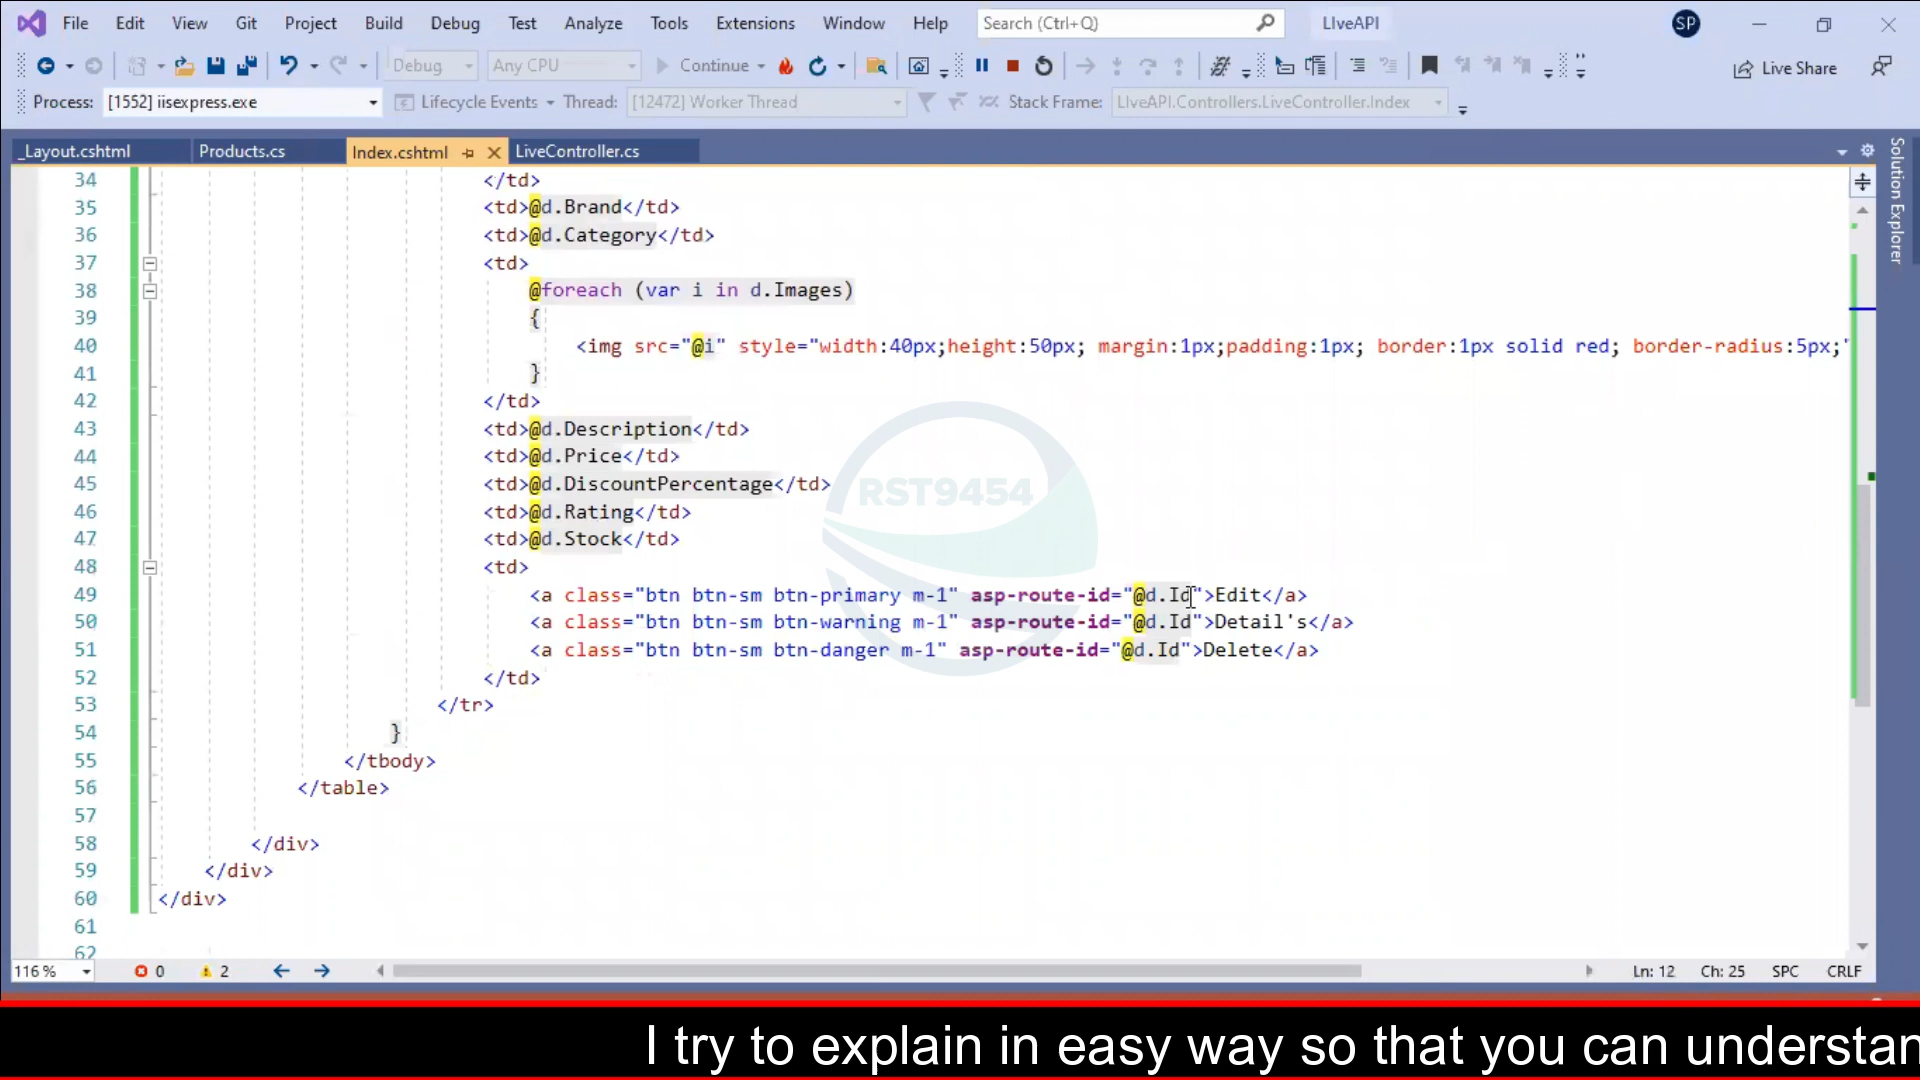 File Edit View Git Project Build Debug Test Analyze Tools Extensions Window Help Search (Ctrl+Q) LIveAPI SP
Debug Any CPU Continue Live Share
Process: [1552] iisexpress.exe Lifecycle Events Thread: [12472] Worker Thread Stack Frame: LIveAPI.Controllers.LiveController.Index
_Layout.cshtml Products.cs Index.cshtml LiveController.cs
Solution Explorer
34 </td>
35 <td>@d.Brand</td>
36 <td>@d.Category</td>
37 <td>
38 @foreach (var i in d.Images)
39 {
40 <img src="@i" style="width:40px;height:50px; margin:1px;padding:1px; border:1px solid red; border-radius:5px;"
41 }
42 </td>
43 <td>@d.Description</td>
44 <td>@d.Price</td>
45 <td>@d.DiscountPercentage</td>
46 <td>@d.Rating</td>
47 <td>@d.Stock</td>
48 <td>
49 <a class="btn btn-sm btn-primary m-1" asp-route-id="@d.Id">Edit</a>
50 <a class="btn btn-sm btn-warning m-1" asp-route-id="@d.Id">Detail's</a>
51 <a class="btn btn-sm btn-danger m-1" asp-route-id="@d.Id">Delete</a>
52 </td>
53 </tr>
54 }
55 </tbody>
56 </table>
57
58 </div>
59 </div>
60 </div>
61
62
RST9454
116 % 0 2 Ln: 12 Ch: 25 SPC CRLF
I try to explain in easy way so that you can understan